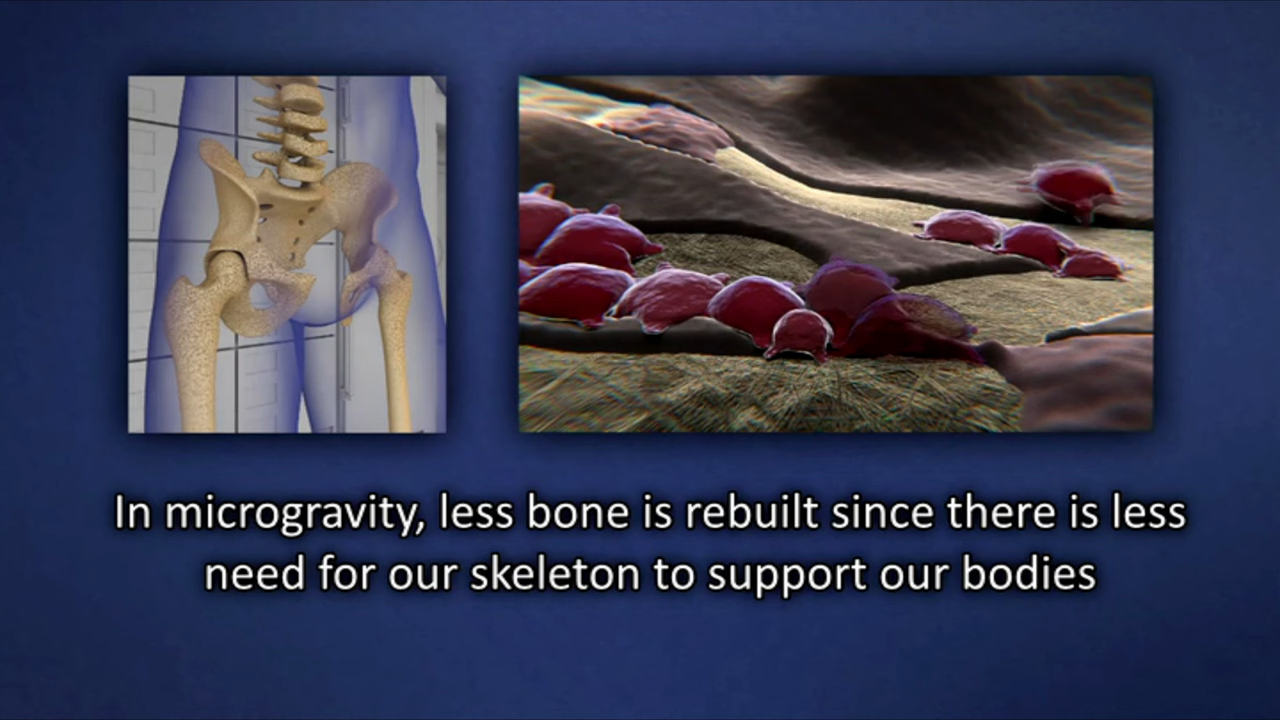 In microgravity, less bone is rebuilt since there is less
need for our skeleton to support our bodies